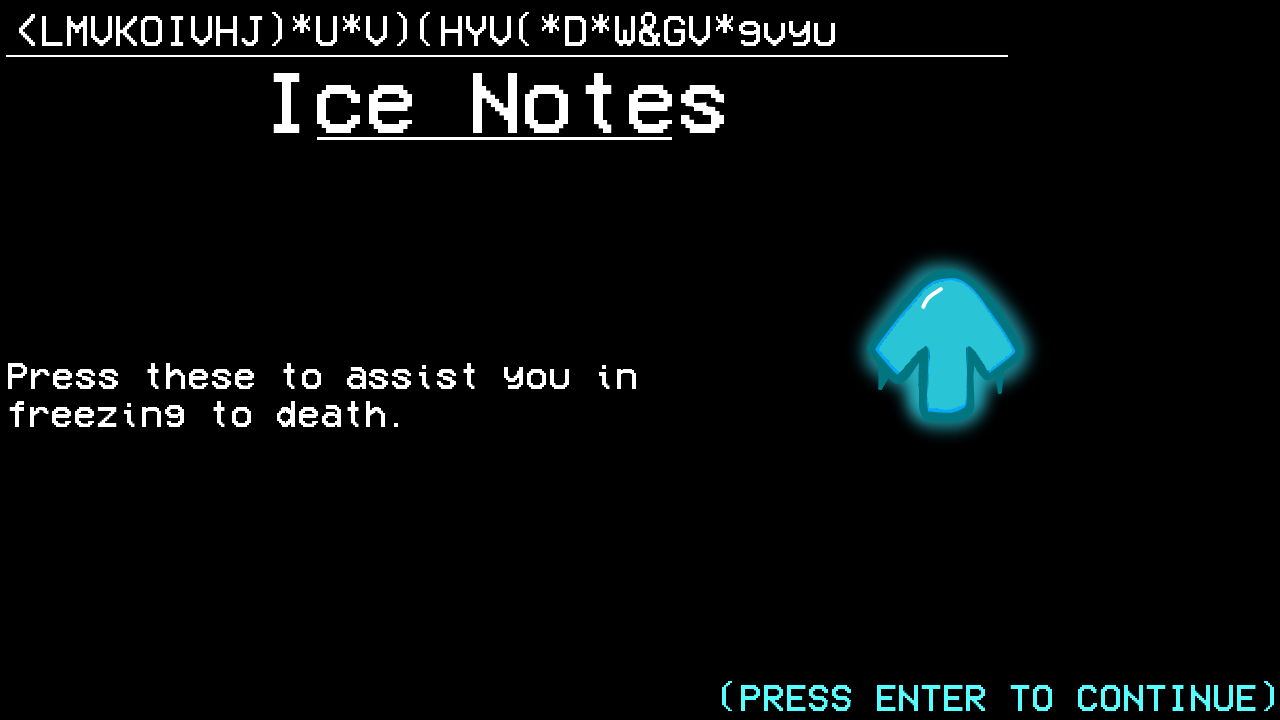 <LMVKOIVHJ)*U*V)(HYV(*D*W&GV*gvyu
Ice Notes
Press these to assist you in
freezing to death.
(PRESS ENTER TO CONTINUE)